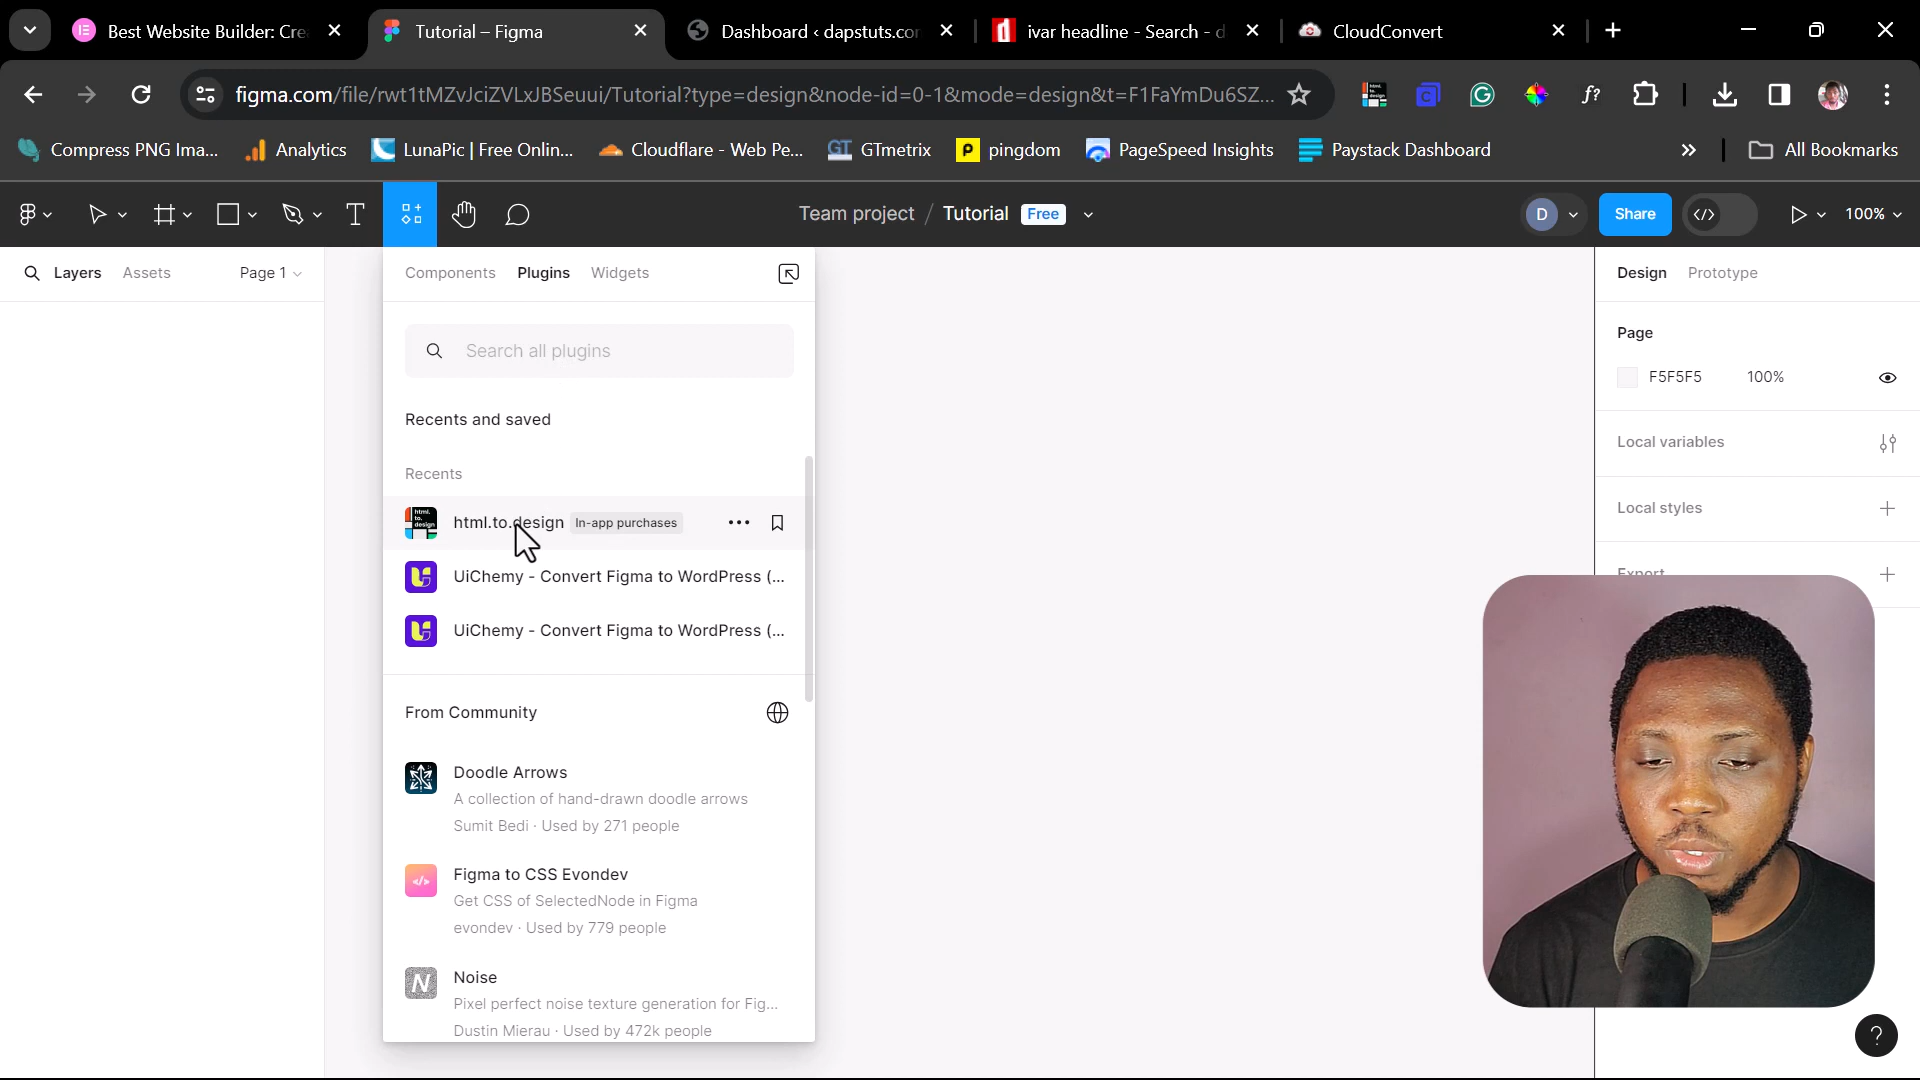 Best Website Builder: Cre
Tutorial – Figma
Dashboard ‹ dapstuts.cor
ivar headline - Search - d
CloudConvert
figma.com/file/rwt1tMZvJciZVLxJBSeuui/Tutorial?type=design&node-id=0-1&mode=design&t=F1FaYmDu6SZ...
Compress PNG Ima...
Analytics
LunaPic | Free Onlin...
Cloudflare - Web Pe...
GTmetrix
pingdom
PageSpeed Insights
Paystack Dashboard
All Bookmarks
Team project / Tutorial Free
D
Share
100%
Layers
Assets
Page 1
Components
Plugins
Widgets
Search all plugins
Recents and saved
Recents
html.to.design In-app purchases
UiChemy - Convert Figma to WordPress (...
UiChemy - Convert Figma to WordPress (...
From Community
Doodle Arrows
A collection of hand-drawn doodle arrows
Sumit Bedi · Used by 271 people
Figma to CSS Evondev
Get CSS of SelectedNode in Figma
evondev · Used by 779 people
Noise
Pixel perfect noise texture generation for Fig...
Dustin Mierau · Used by 472k people
Design
Prototype
Page
F5F5F5 100%
Local variables
Local styles
Export
?